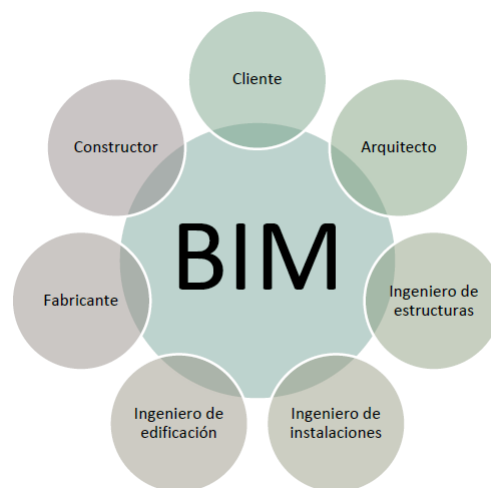 Cliente
Constructor
Arquitecto
BIM
Fabricante
Ingeniero de
estructuras
Ingeniero de
edificación
Ingeniero de
instalaciones